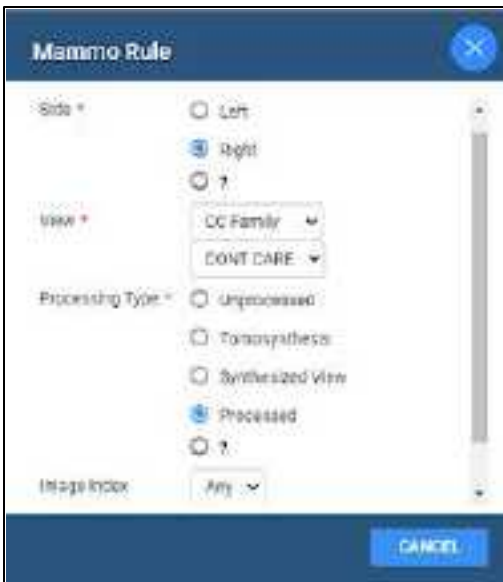 Mammo Rule
Side *
Left
Right
?
View *
CC Family
DONT CARE
Processing Type *
Unprocessed
Tomosynthesis
Synthesized View
Processed
?
Image Index
Any
CANCEL